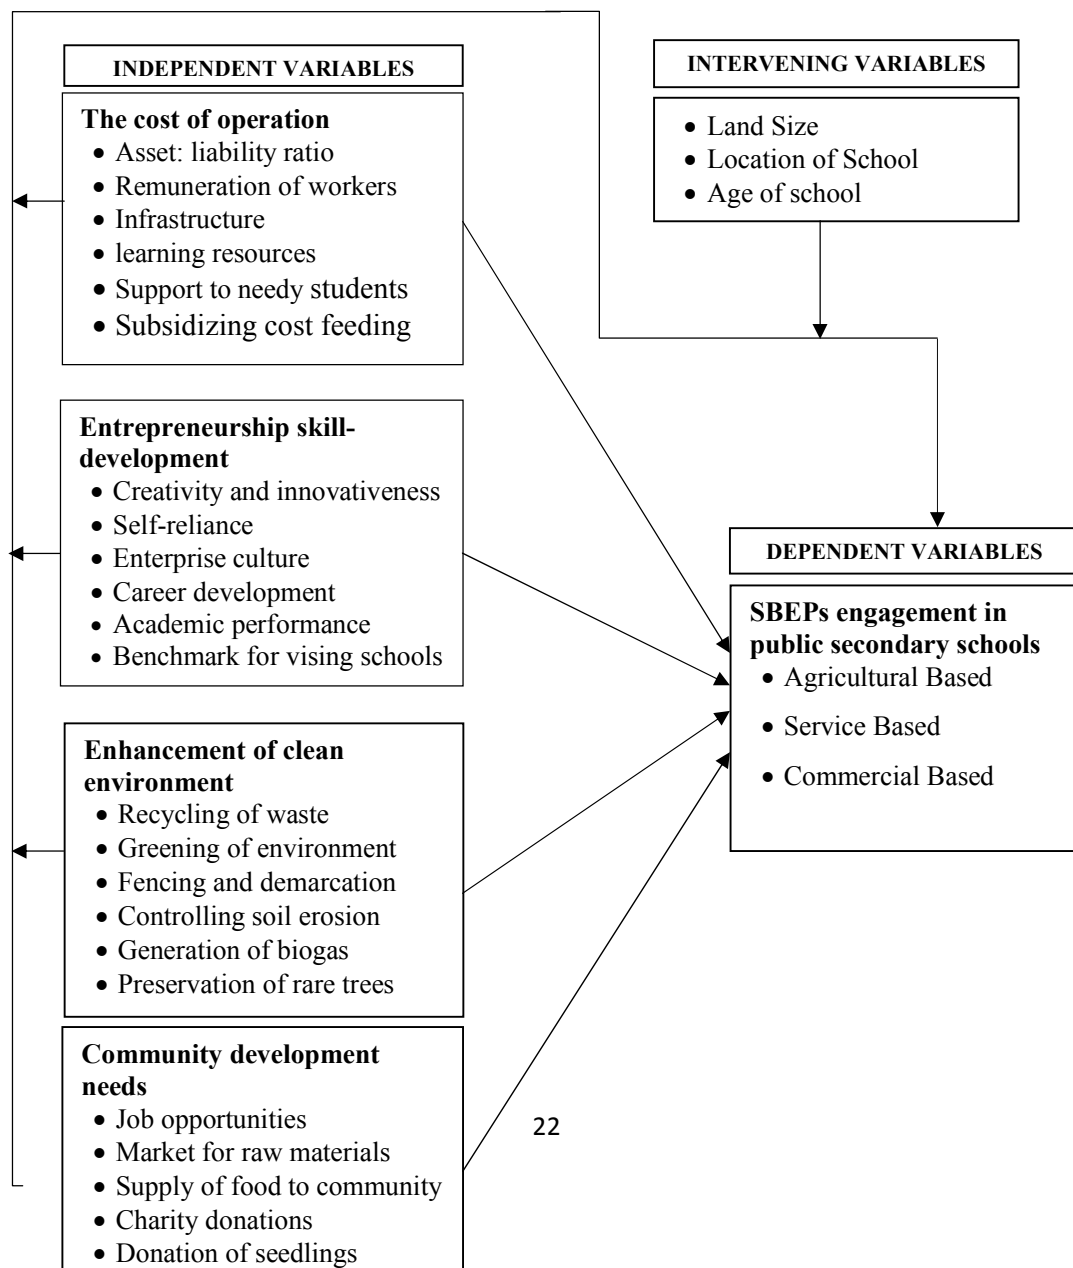 INDEPENDENT VARIABLES
The cost of operation
• Asset: liability ratio
• Remuneration of workers
• Infrastructure
• learning resources
• Support to needy students
• Subsidizing cost feeding
Entrepreneurship skill-
development
• Creativity and innovativeness
• Self-reliance
• Enterprise culture
• Career development
• Academic performance
• Benchmark for vising schools
Enhancement of clean
environment
• Recycling of waste
• Greening of environment
• Fencing and demarcation
• Controlling soil erosion
• Generation of biogas
• Preservation of rare trees
Community development
needs
• Job opportunities
• Market for raw materials
• Supply of food to community
• Charity donations
• Donation of seedlings
INTERVENING VARIABLES
• Land Size
• Location of School
• Age of school
DEPENDENT VARIABLES
SBEPs engagement in
public secondary schools
• Agricultural Based
• Service Based
• Commercial Based
22